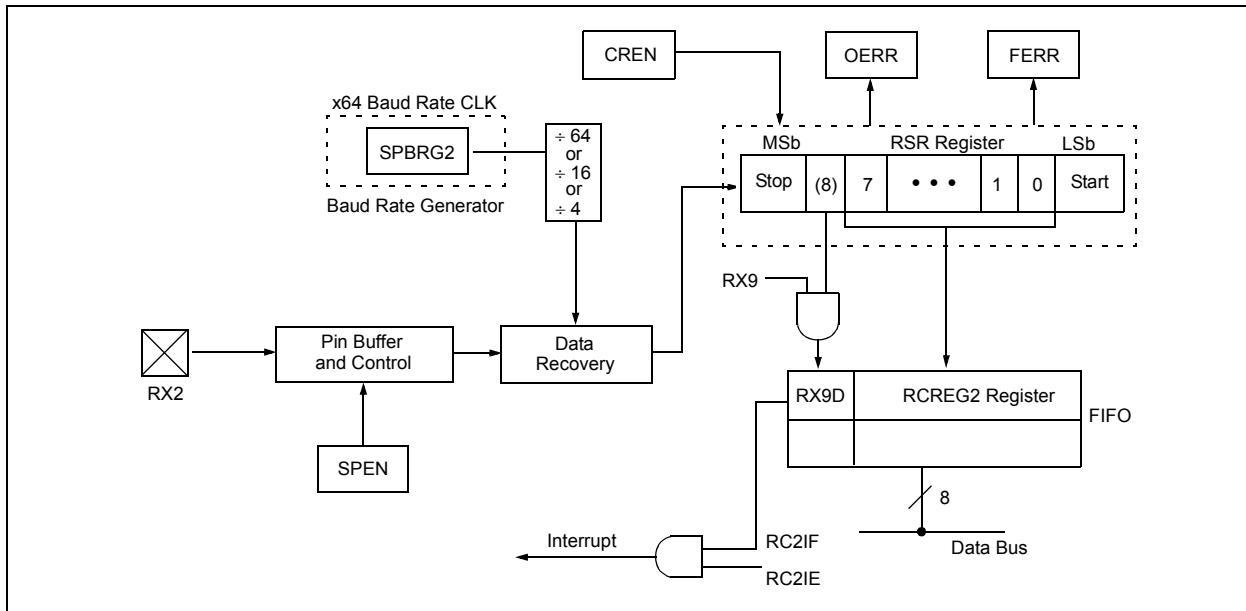 CREN
OERR
FERR
x64 Baud Rate CLK
SPBRG2
Baud Rate Generator
÷ 64
or
÷ 16
or
÷ 4
MSb
RSR Register
LSb
Stop
(8)
7
• • •
1
0
Start
RX9
RX2
Pin Buffer
and Control
Data
Recovery
SPEN
RX9D
RCREG2 Register
FIFO
8
Data Bus
Interrupt
RC2IF
RC2IE